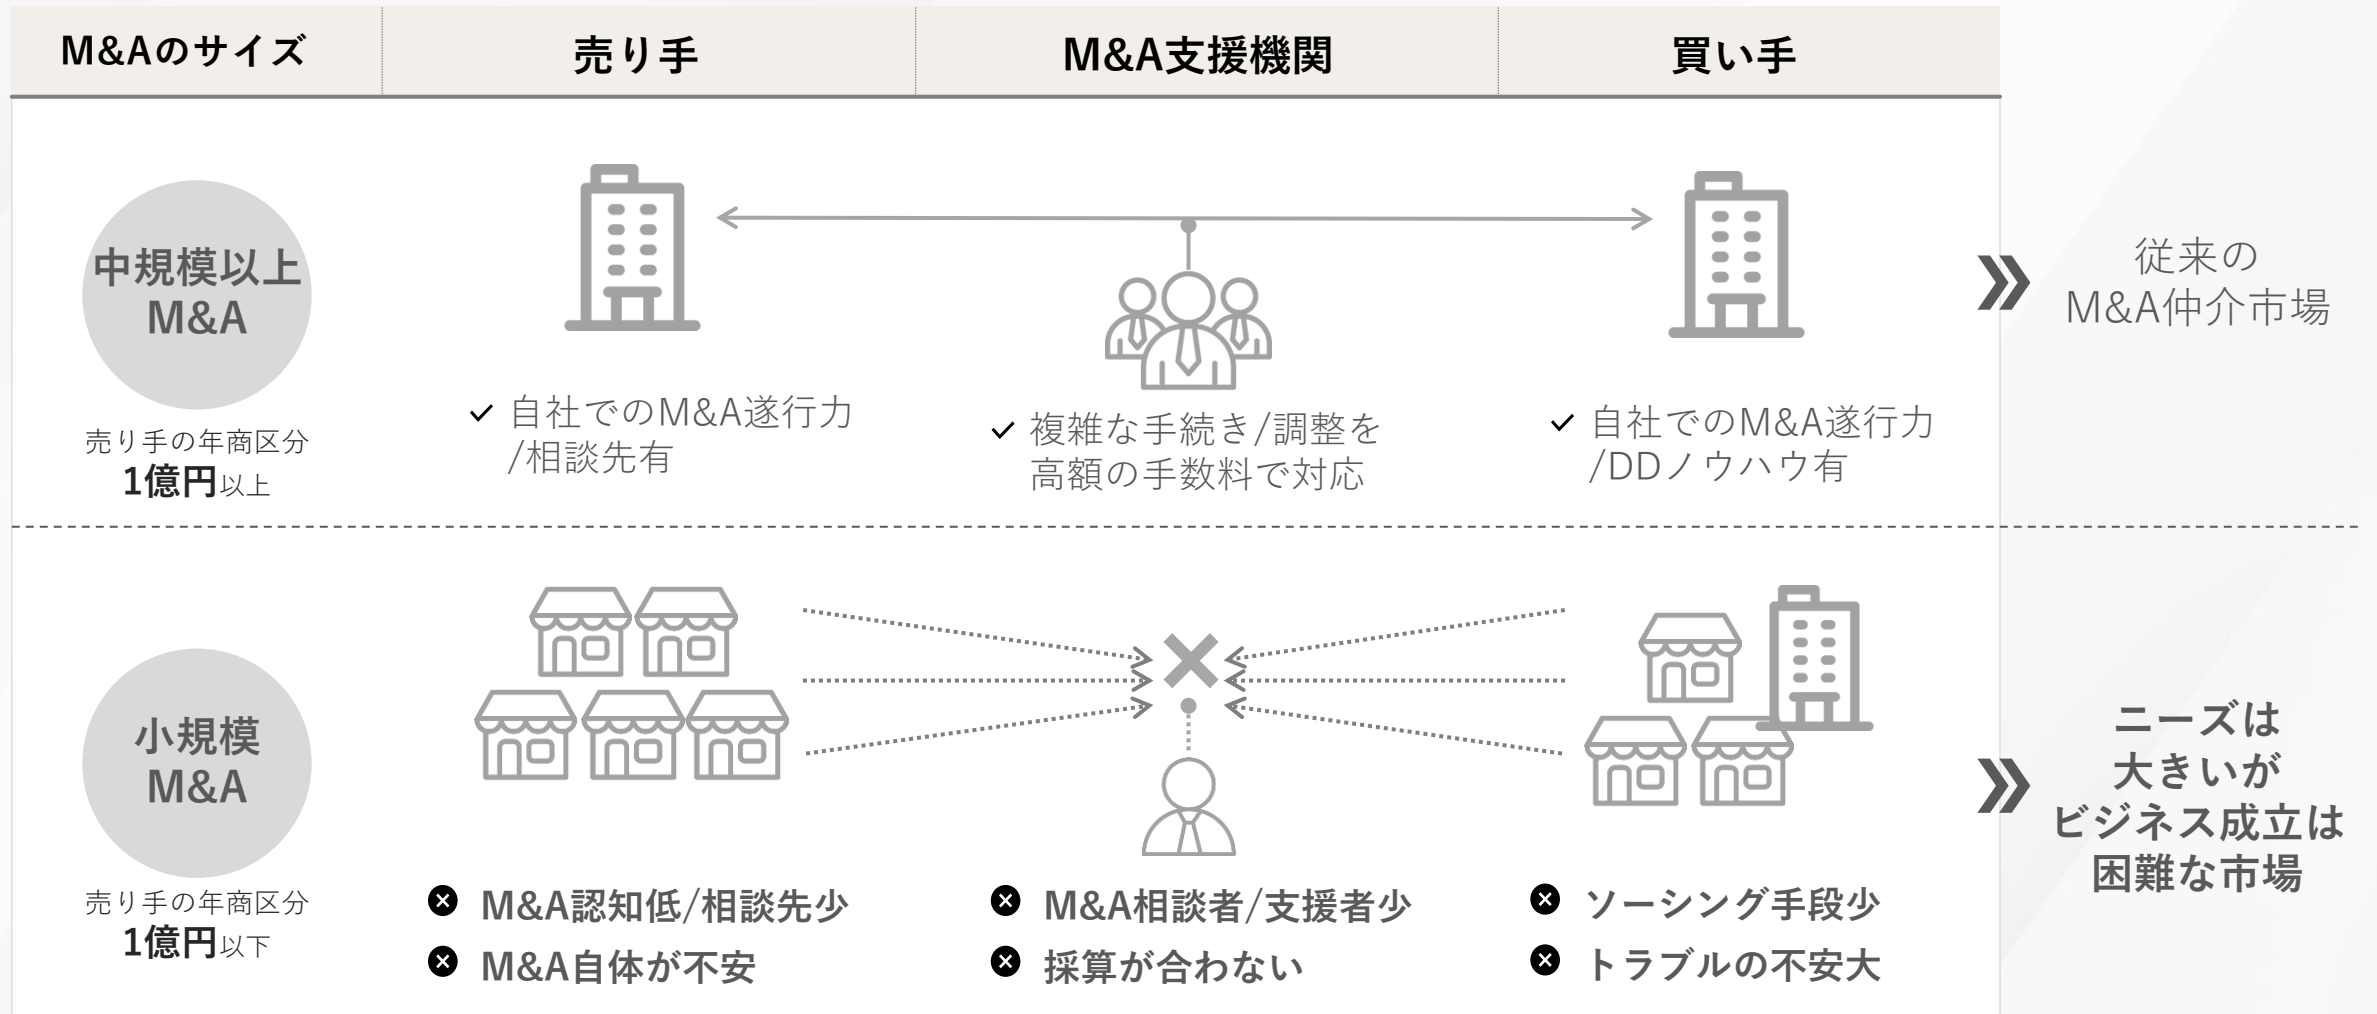 M&Aのサイズ
売り手
M&A支援機関
買い手
中規模以上
M&A
売り手の年商区分
1億円以上
自社でのM&A遂行力
/相談先有
複雑な手続き/調整を
高額の手数料で対応
自社でのM&A遂行力
/DDノウハウ有
従来の
M&A仲介市場
小規模
M&A
売り手の年商区分
1億円以下
M&A認知低/相談先少
M&A自体が不安
M&A相談者/支援者少
採算が合わない
ソーシング手段少
トラブルの不安大
ニーズは
大きいが
ビジネス成立は
困難な市場